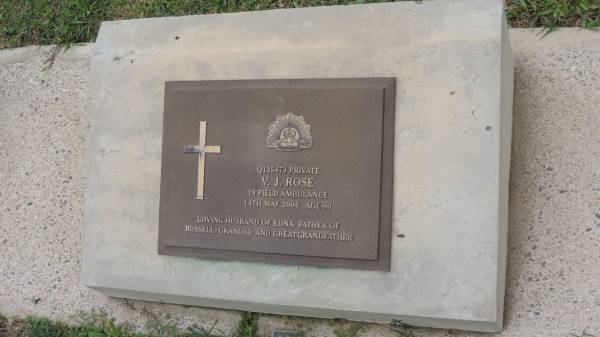 Q125473 PRIVATE
V. J. ROSE
19 FIELD AMBULANCE
14TH MAY 2004 AGE
LOVING HUSBAND OF EDNA, FATHER OF
RUSSELL, GRANDAD AND GREATGRANDFATHER